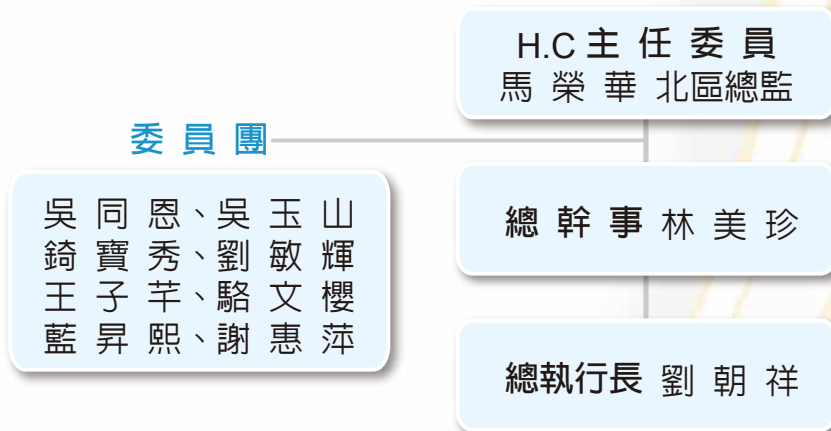 H.C 主任委員
馬榮華 北區總監
委員團
吳同恩、吳玉山
錡寶秀、劉敏輝
王子芊、駱文櫻
藍昇熙、謝惠萍
總幹事 林美珍
總執行長 劉朝祥